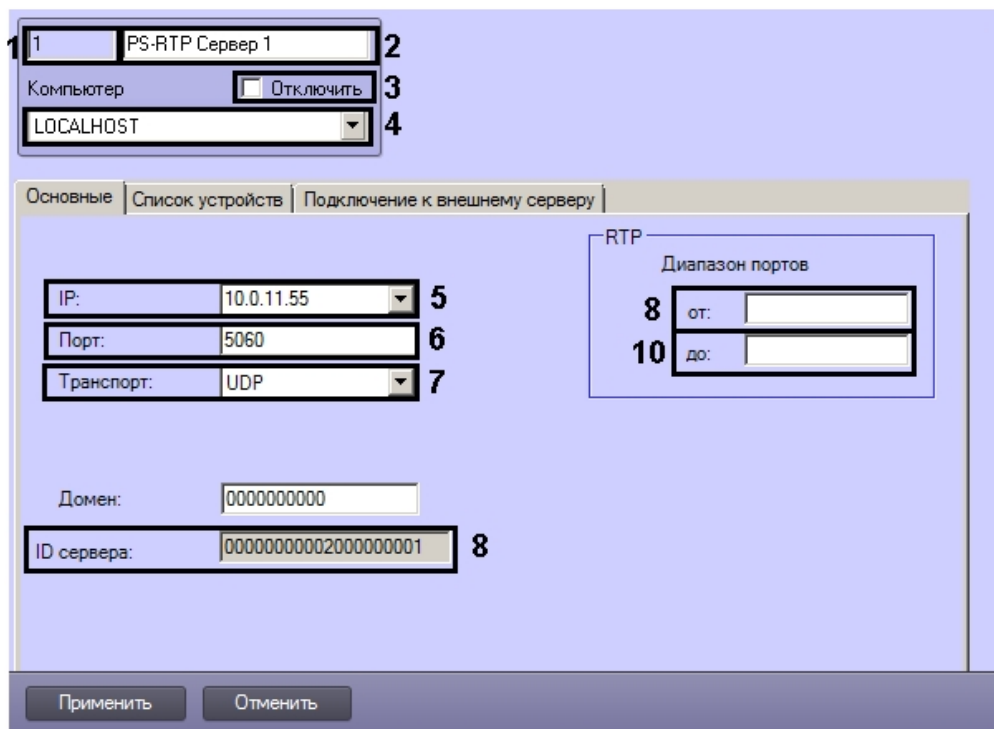 1 1 PS-RTP Сервер 1 2
Компьютер Отключить 3
LOCALHOST 4
Основные Список устройств Подключение к внешнему серверу
RTP
Диапазон портов
IP: 10.0.11.55 5 8 от:
Порт: 5060 6 10 до:
Транспорт: UDP 7
Домен: 0000000000
ID сервера: 00000000002000000001 8
Применить Отменить